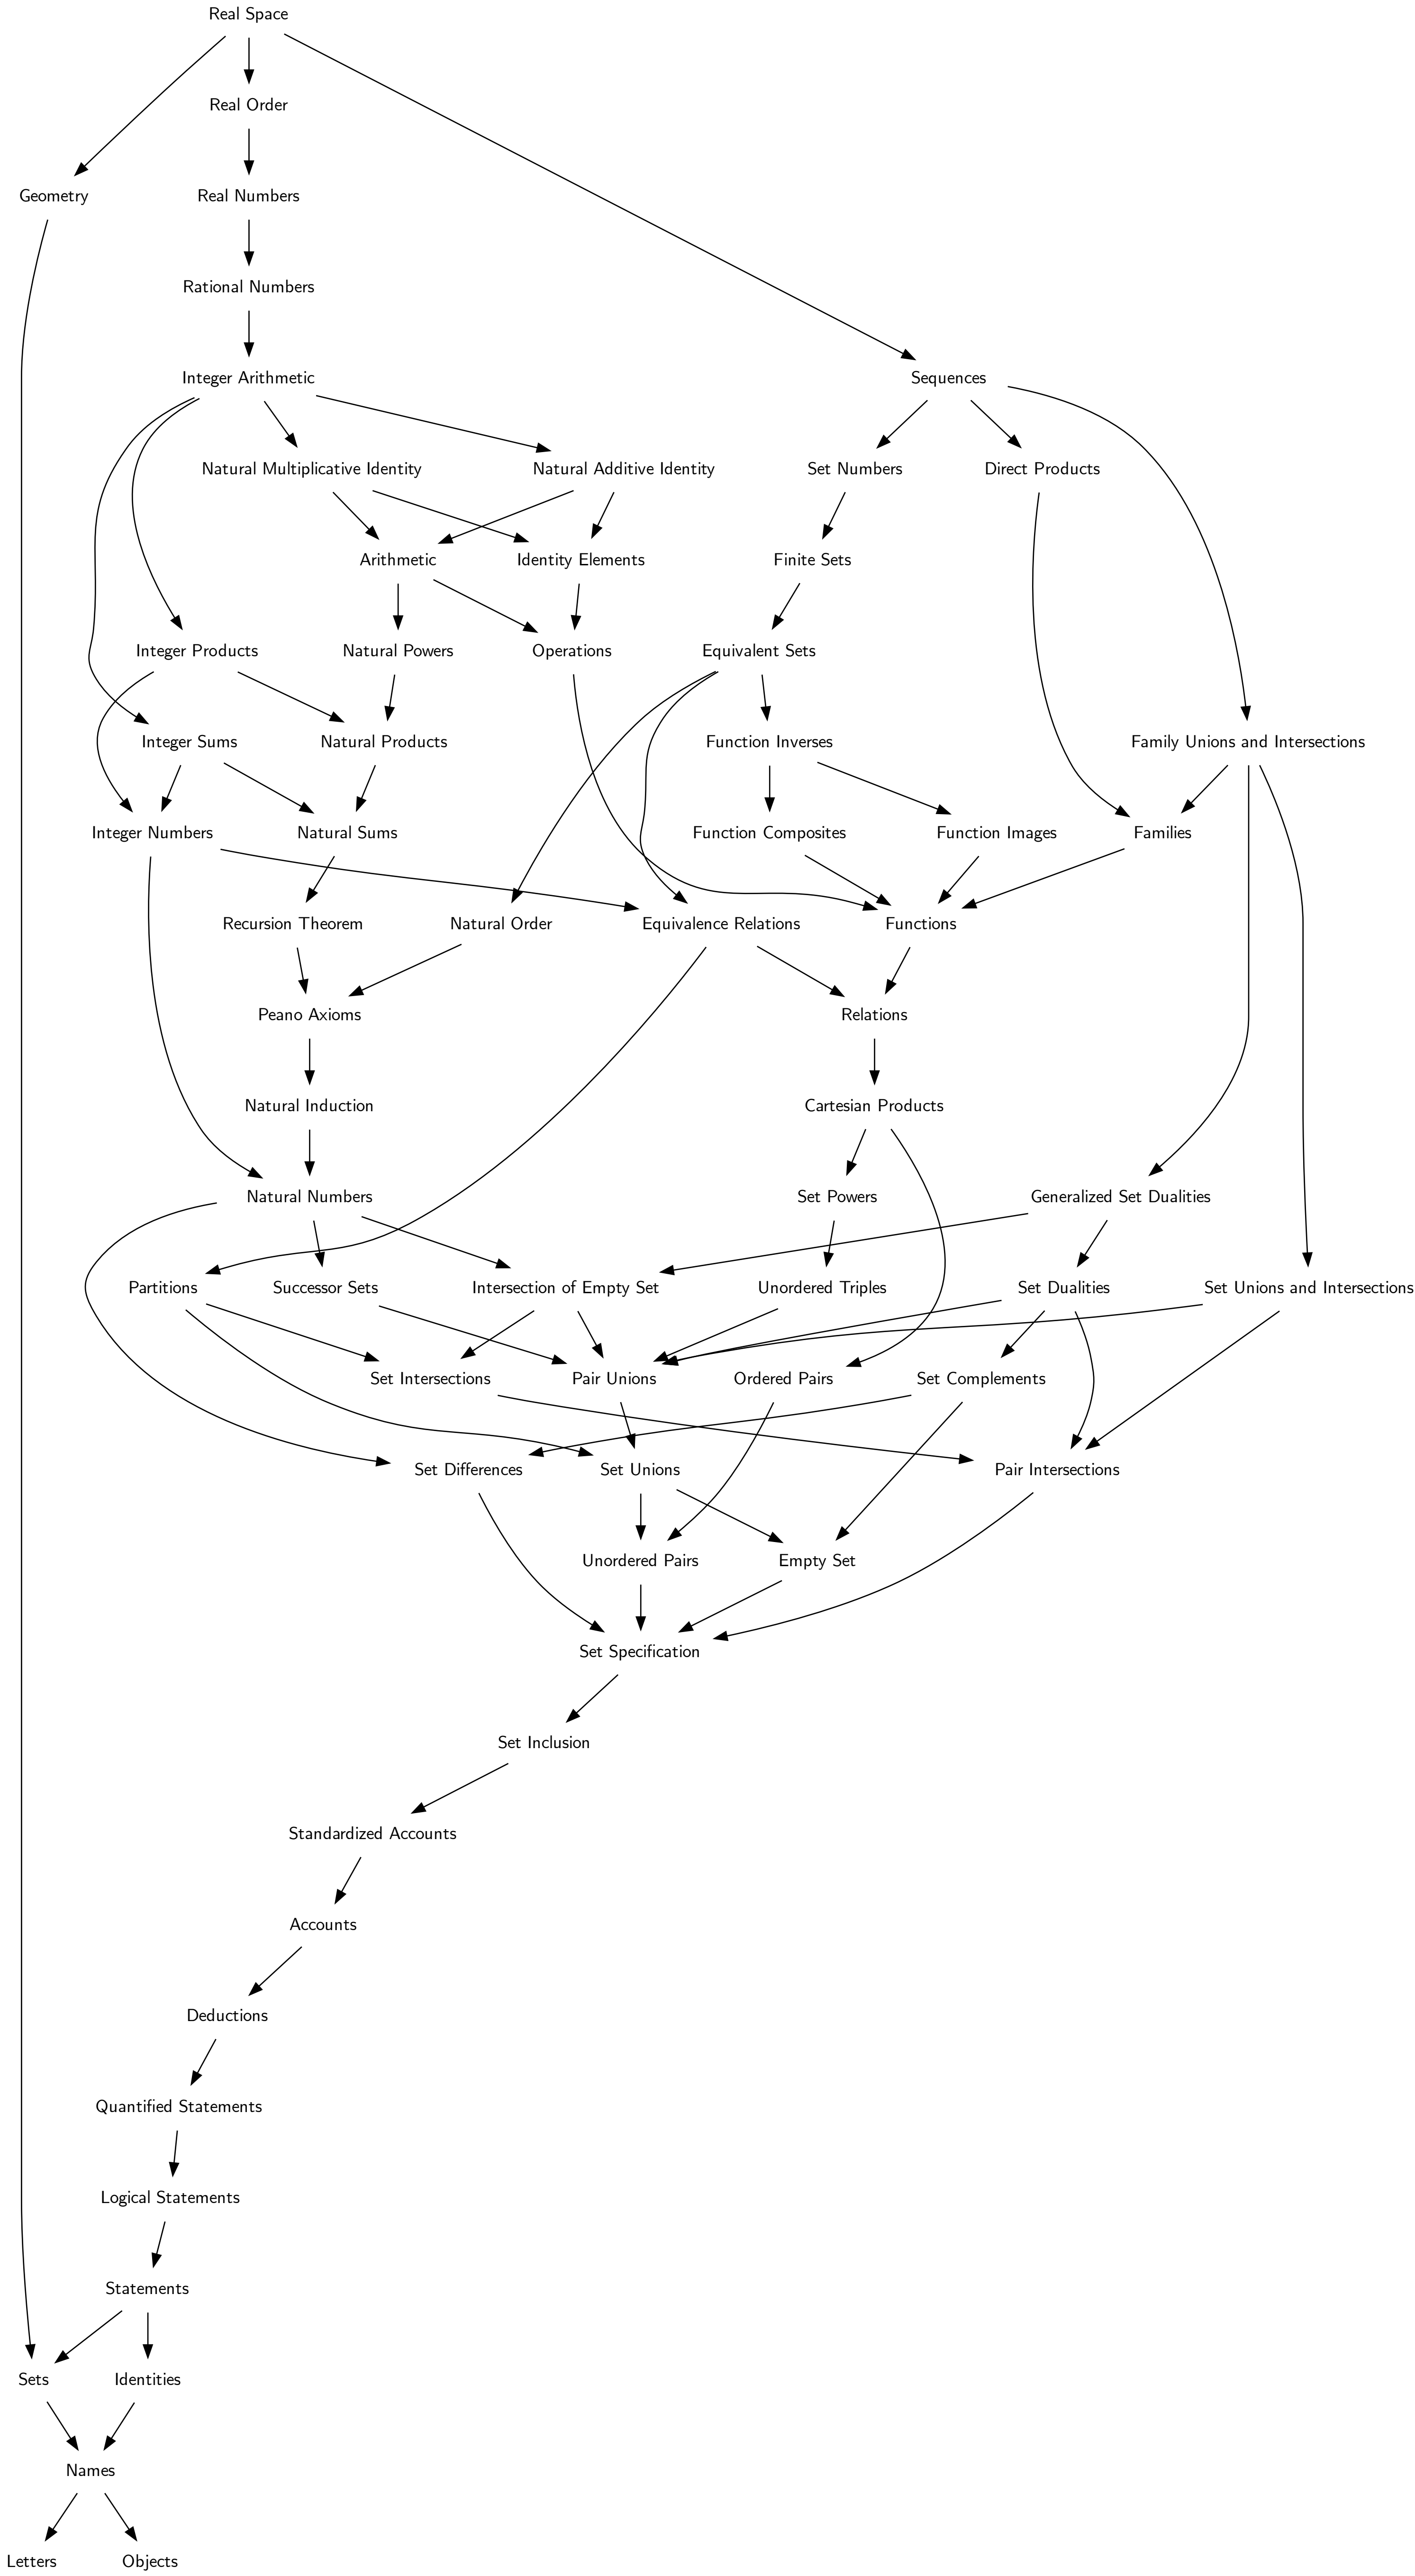 Real Space
Real Order
Geometry
Real Numbers
Rational Numbers
Integer Arithmetic
Sequences
Natural Multiplicative Identity
Natural Additive Identity
Set Numbers
Direct Products
Arithmetic
Identity Elements
Finite Sets
Integer Products
Natural Powers
Operations
Equivalent Sets
Integer Sums
Natural Products
Function Inverses
Family Unions and Intersections
Integer Numbers
Natural Sums
Function Composites
Function Images
Families
Recursion Theorem
Natural Order
Equivalence Relations
Functions
Peano Axioms
Relations
Natural Induction
Cartesian Products
Natural Numbers
Set Powers
Generalized Set Dualities
Partitions
Successor Sets
Intersection of Empty Set
Unordered Triples
Set Dualities
Set Unions and Intersections
Set Intersections
Pair Unions
Ordered Pairs
Set Complements
Set Differences
Set Unions
Pair Intersections
Unordered Pairs
Empty Set
Set Specification
Set Inclusion
Standardized Accounts
Accounts
Deductions
Quantified Statements
Logical Statements
Statements
Sets
Identities
Names
Letters
Objects